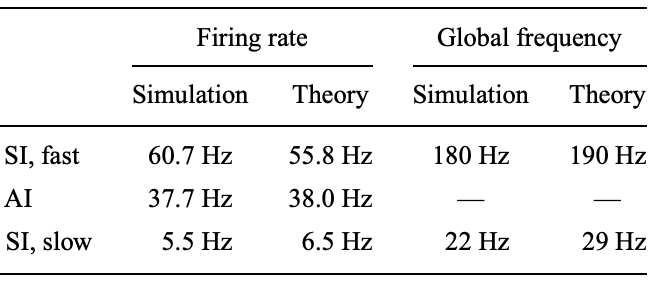 Firing rate Global frequency
Simulation Theory Simulation Theory
SI, fast 60.7 Hz 55.8 Hz 180 Hz 190 Hz
AI 37.7 Hz 38.0 Hz — —
SI, slow 5.5 Hz 6.5 Hz 22 Hz 29 Hz